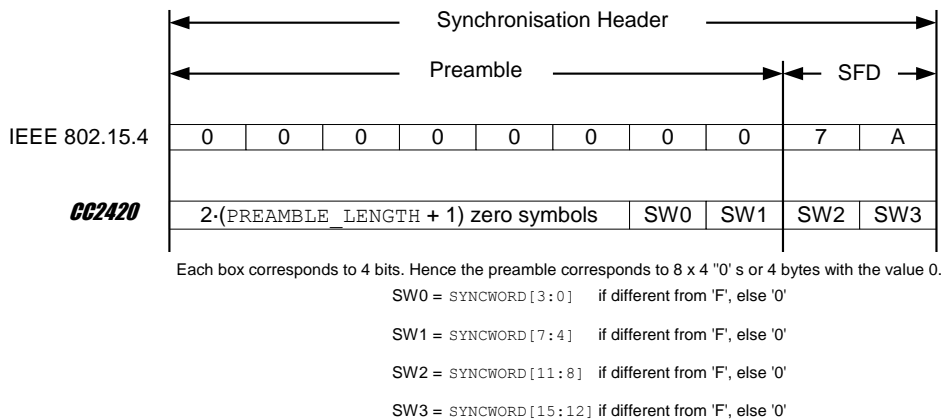 Synchronisation Header
Preamble SFD
IEEE 802.15.4 0 0 0 0 0 0 0 0 7 A
CC2420 2·(PREAMBLE_LENGTH + 1) zero symbols SW0 SW1 SW2 SW3
Each box corresponds to 4 bits. Hence the preamble corresponds to 8 x 4 "0' s or 4 bytes with the value 0.
SW0 = SYNCWORD[3:0] if different from 'F', else '0'
SW1 = SYNCWORD[7:4] if different from 'F', else '0'
SW2 = SYNCWORD[11:8] if different from 'F', else '0'
SW3 = SYNCWORD[15:12] if different from 'F', else '0'